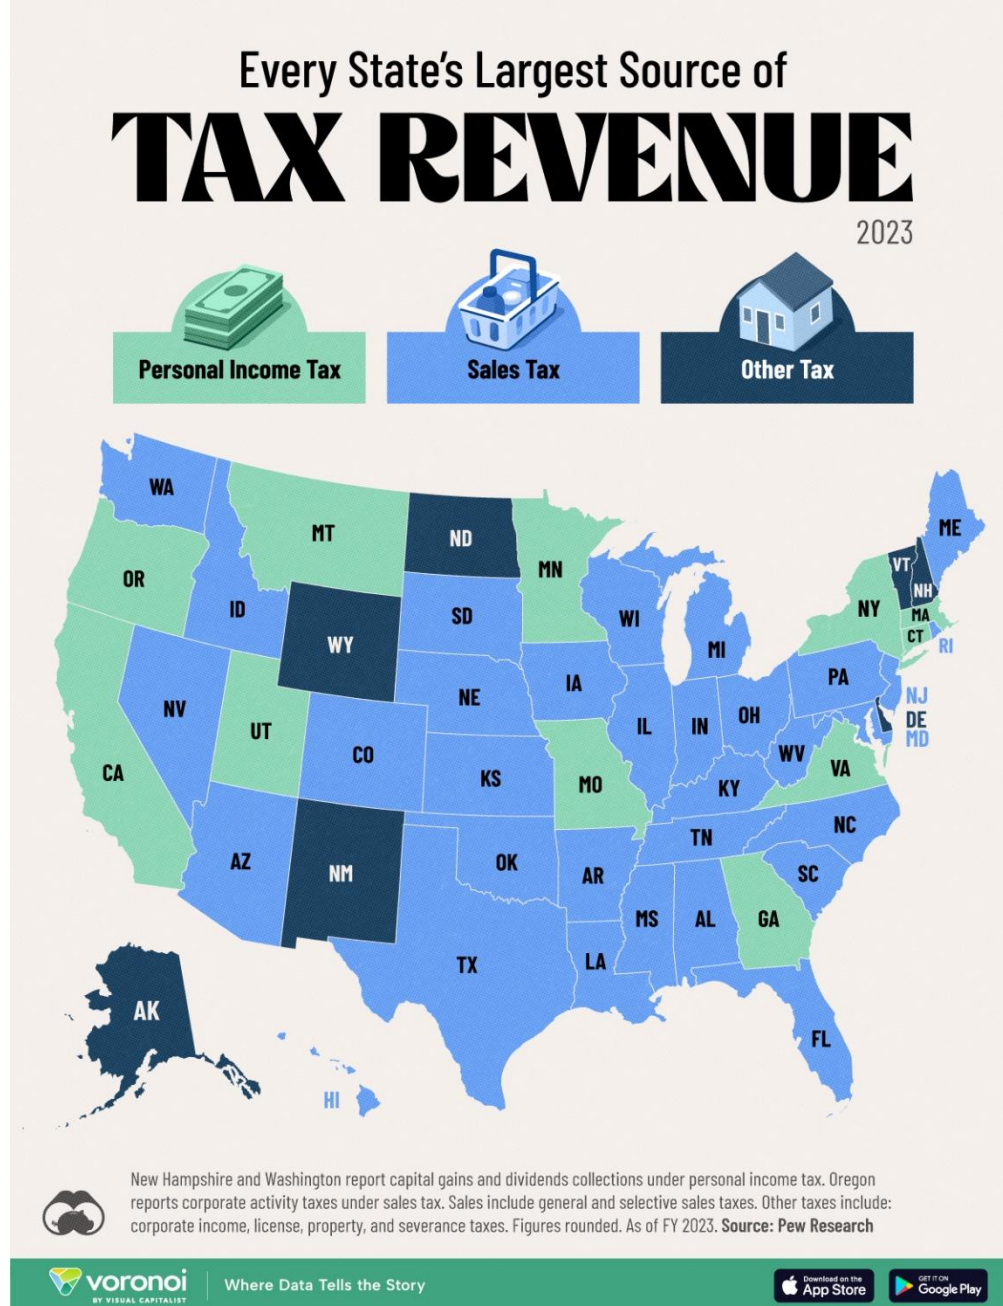 Every State's Largest Source of
TAX REVENUE
2023
Personal Income Tax
Sales Tax
Other Tax
WA
MT
ND
MN
ME
VT
NH
OR
ID
WY
SD
WI
MI
NY
MA
CT
RI
NV
UT
CO
NE
IA
IL
IN
OH
PA
NJ
DE
MD
CA
KS
MO
KY
WV
VA
AZ
NM
OK
AR
TN
NC
SC
TX
LA
MS
AL
GA
AK
HI
FL
New Hampshire and Washington report capital gains and dividends collections under personal income tax. Oregon
reports corporate activity taxes under sales tax. Sales include general and selective sales taxes. Other taxes include:
corporate income, license, property, and severance taxes. Figures rounded. As of FY 2023. Source: Pew Research
voronoi
BY VISUAL CAPITALIST
Where Data Tells the Story
Download on the
App Store
GET IT ON
Google Play